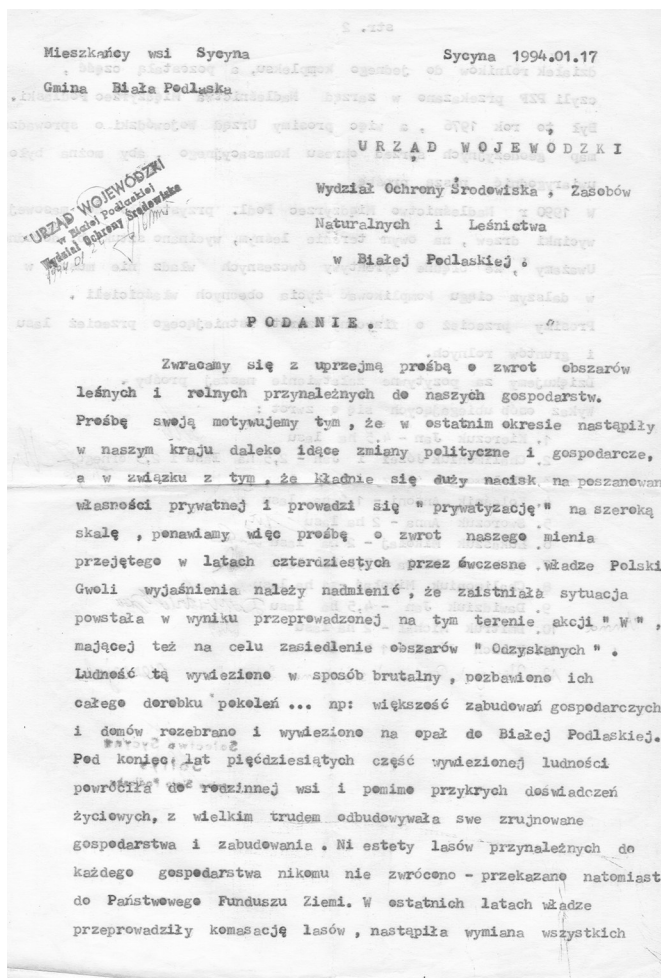 Mieszkańcy wsi Sycyna
Sycyna 1994.01.17
Gmina Biała Podlaska
URZĄD WOJEWÓDZKI
w Białej Podlaskiej
Wydział Ochrony Środowiska
U R Z Ą D W O J E W Ó D Z K I
Wydział Ochrony Środowiska , Zasobów
Naturalnych i Leśnictwa
w Białej Podlaskiej .
P O D A N I E .
Zwracamy się z uprzejmą prośbą o zwrot obszarów
leśnych i rolnych przynależnych do naszych gospodarstw.
Prośbę swoją motywujemy tym , że w ostatnim okresie nastąpiły
w naszym kraju daleko idące zmiany polityczne i gospodarcze,
a w związku z tym , że kładnie się duży nacisk na poszanowanie
własności prywatnej i prowadzi się " prywatyzację " na szeroką
skalę , ponawiamy więc prośbę o zwrot naszego mienia
przejętego w latach czterdziestych przez ówczesne władze Polski.
Gwoli wyjaśnienia należy nadmienić , że zaistniała sytuacja
powstała w wyniku przeprowadzonej na tym terenie akcji " W " ,
mającej też na celu zasiedlenie obszarów " Odzyskanych " .
Ludność tą wywieziono w sposób brutalny , pozbawiono ich
całego dorobku pokoleń ... np: większość zabudowań gospodarczych
i domów rozebrano i wywieziono na opał do Białej Podlaskiej.
Pod koniec lat pięćdziesiątych część wywiezionej ludności
powróciła do rodzinnej wsi i pomimo przykrych doświadczeń
życiowych, z wielkim trudem odbudowywała swe zrujnowane
gospodarstwa i zabudowania . Ni estety lasów przynależnych do
każdego gospodarstwa nikomu nie zwrócono - przekazano natomiast
do Państwowego Funduszu Ziemi. W ostatnich latach władze
przeprowadziły komasację lasów , nastąpiła wymiana wszystkich